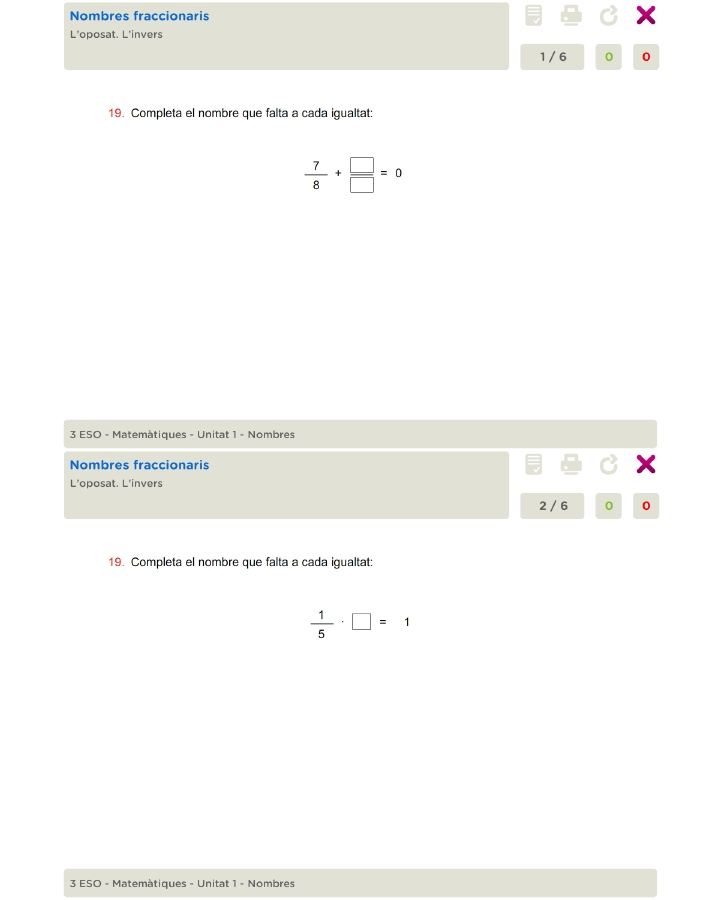 Nombres fraccionaris
L'oposat. L'invers
1 / 6 0 0
19. Completa el nombre que falta a cada igualtat:
7/8 + = 0
3 ESO - Matemàtiques - Unitat 1 - Nombres
Nombres fraccionaris
L'oposat. L'invers
2 / 6 0 0
19. Completa el nombre que falta a cada igualtat:
1/5 · = 1
3 ESO - Matemàtiques - Unitat 1 - Nombres